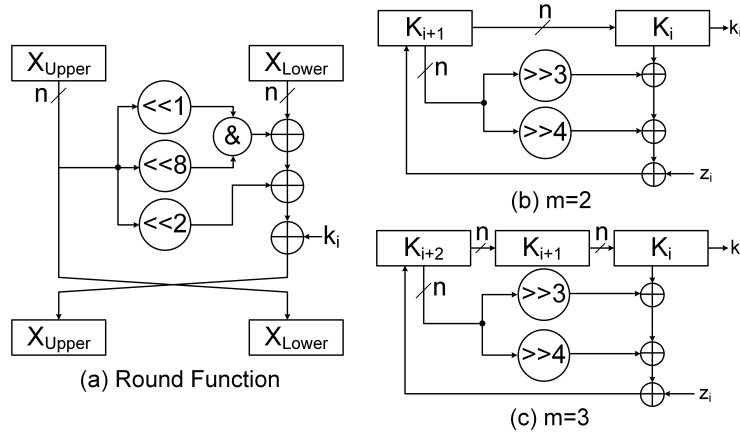 X_Upper
X_Lower
n
n
<<1
<<8
<<2
&
k_i
X_Upper
X_Lower
(a) Round Function
K_{i+1}
n
K_i
k_i
n
>>3
>>4
z_i
(b) m=2
K_{i+2}
n
K_{i+1}
n
K_i
k
n
>>3
>>4
z_i
(c) m=3